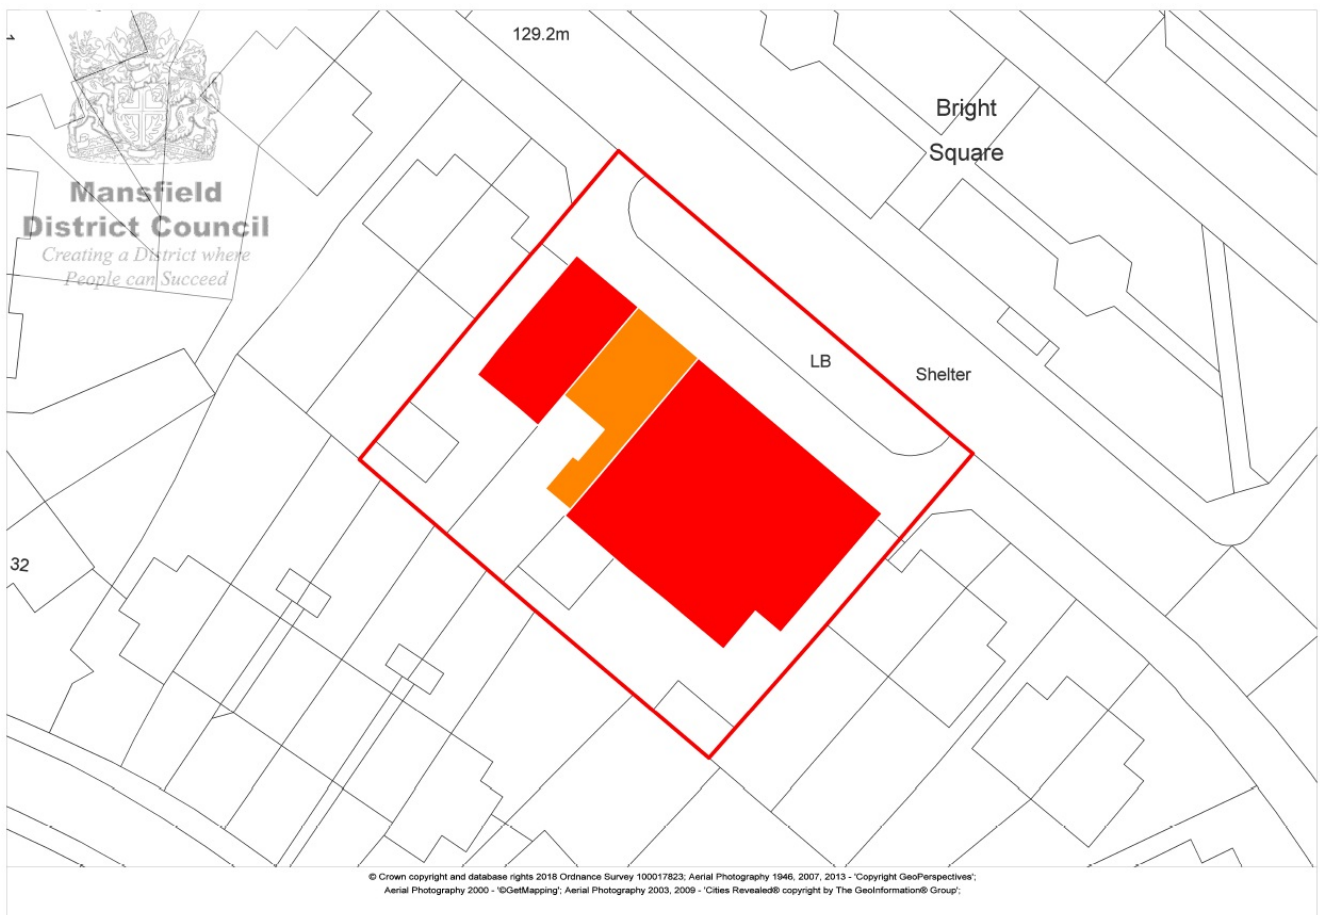 129.2m
Bright
Square
Mansfield
District Council
Creating a District where
People can Succeed
LB
Shelter
32
© Crown copyright and database rights 2018 Ordnance Survey 100017823; Aerial Photography 1946, 2007, 2013 - 'Copyright GeoPerspectives';
Aerial Photography 2000 - '©GetMapping'; Aerial Photography 2003, 2009 - 'Cities Revealed® copyright by The GeoInformation® Group';